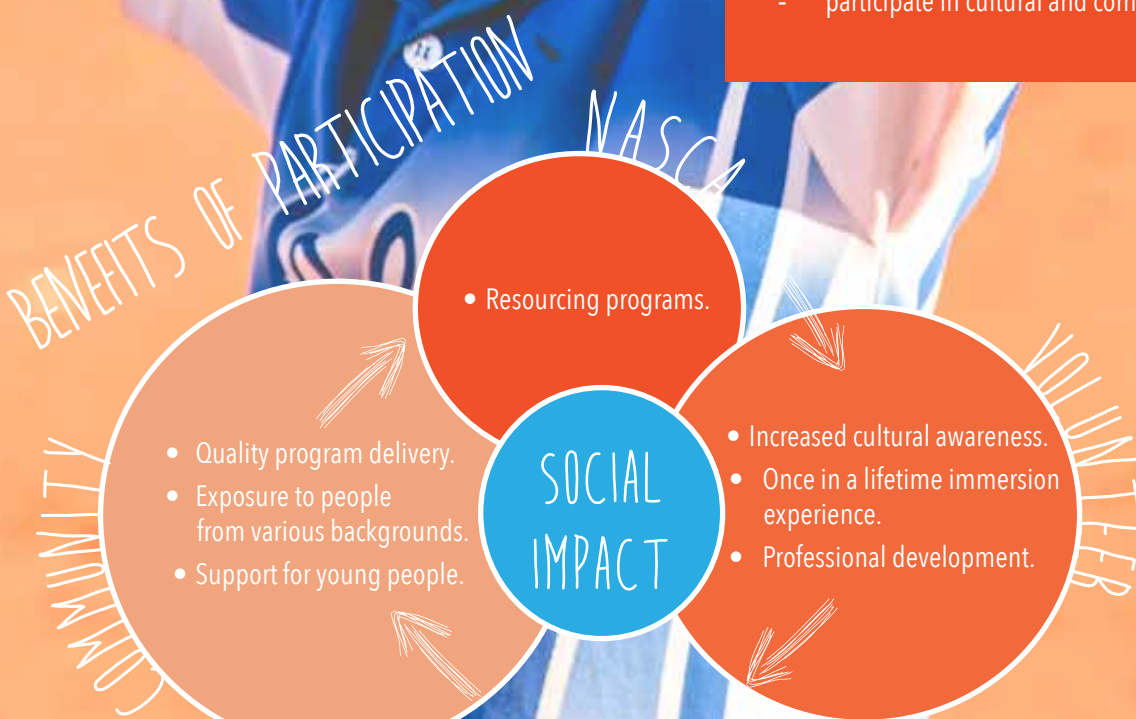 - participate in cultural and com
BENEFITS OF PARTICIPATION
NASCA
• Resourcing programs.
• Quality program delivery.
• Exposure to people
from various backgrounds.
• Support for young people.
SOCIAL
IMPACT
• Increased cultural awareness.
• Once in a lifetime immersion
experience.
• Professional development.
COMMUNITY
VOLUNTEER